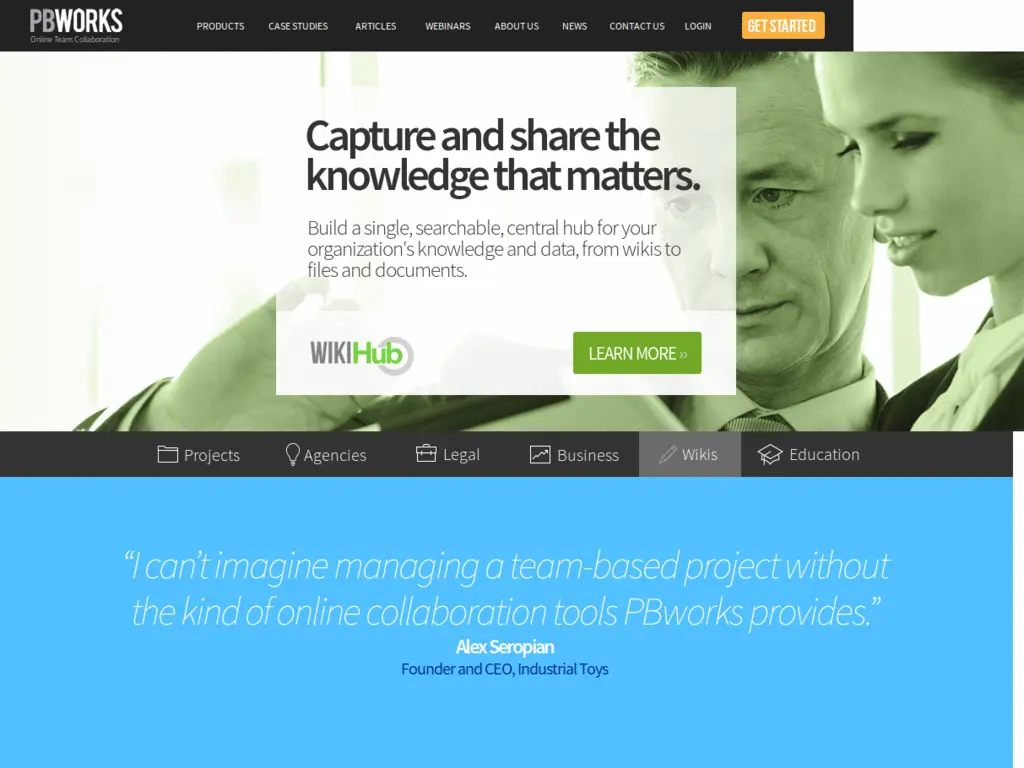 PBWORKS
Online Team Collaboration
PRODUCTS CASE STUDIES ARTICLES WEBINARS ABOUT US NEWS CONTACT US LOGIN GET STARTED
Capture and share the
knowledge that matters.
Build a single, searchable, central hub for your
organization's knowledge and data, from wikis to
files and documents.
WIKIHub
LEARN MORE »
Projects Agencies Legal Business Wikis Education
“I can’t imagine managing a team-based project without
the kind of online collaboration tools PBworks provides.”
Alex Seropian
Founder and CEO, Industrial Toys